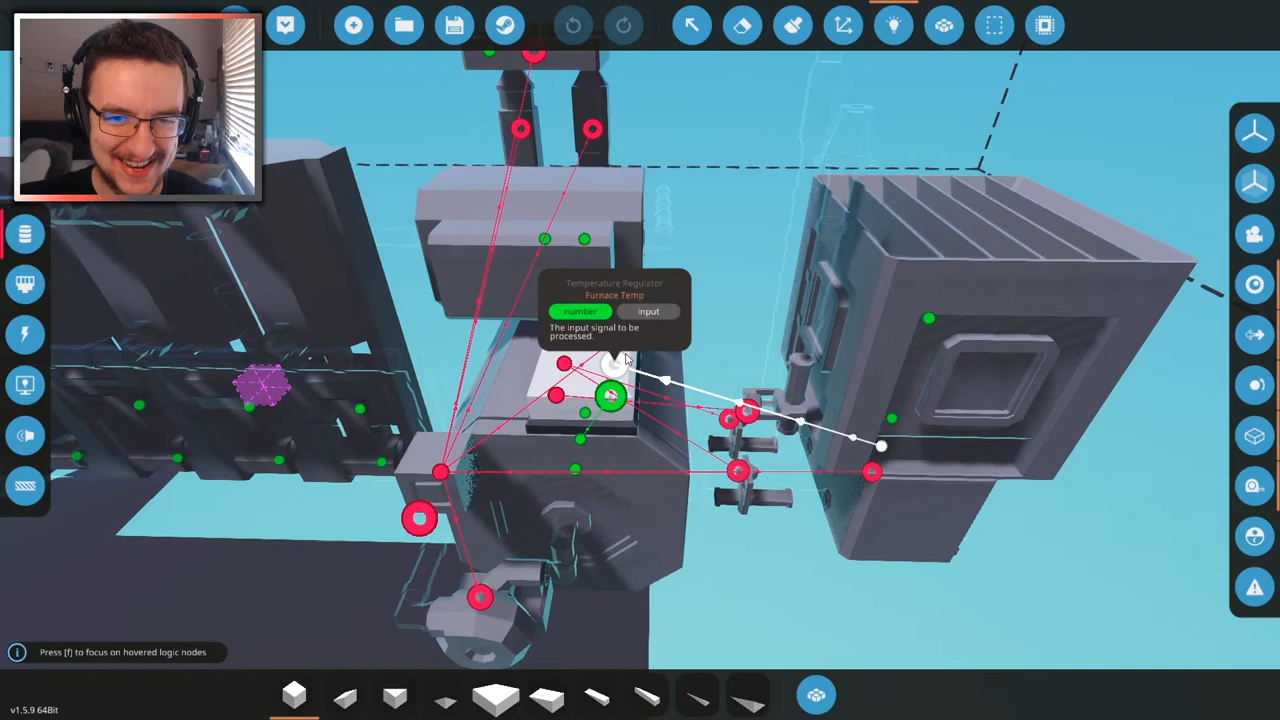 Temperature Regulator
Furnace Temp
number input
The input signal to be
processed.
Press [f] to focus on hovered logic nodes
v1.5.9 64Bit